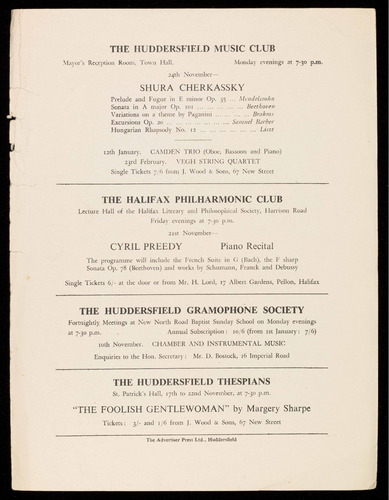 THE HUDDERSFIELD MUSIC CLUB
Mayor's Reception Room, Town Hall. Monday evenings at 7-30 p.m.
24th November—
SHURA CHERKASSKY
Prelude and Fugue in E minor Op. 35 ... Mendelssohn
Sonata in A major Op. 101 ... ... ... ... ... Beethoven
Variations on a theme by Paganini ... ... ... ... Brahms
Excursions Op. 20 ... ... ... ... ... Samuel Barber
Hungarian Rhapsody No. 12 ... ... ... ... ... Liszt
12th January. CAMDEN TRIO (Oboe, Bassoon and Piano)
23rd February. VEGH STRING QUARTET
Single Tickets 7/6 from J. Wood & Sons, 67 New Street
THE HALIFAX PHILHARMONIC CLUB
Lecture Hall of the Halifax Literary and Philosophical Society, Harrison Road
Friday evenings at 7-30 p.m.
21st November—
CYRIL PREEDY Piano Recital
The programme will include the French Suite in G (Bach), the F sharp
Sonata Op. 78 (Beethoven) and works by Schumann, Franck and Debussy
Single Tickets 6/- at the door or from Mr. H. Lord, 17 Albert Gardens, Pellon, Halifax
THE HUDDERSFIELD GRAMOPHONE SOCIETY
Fortnightly Meetings at New North Road Baptist Sunday School on Monday evenings
at 7-30 p.m. Annual Subscription: 10/6 (from 1st January: 7/6)
10th November. CHAMBER AND INSTRUMENTAL MUSIC
Enquiries to the Hon. Secretary: Mr. D. Bostock, 26 Imperial Road
THE HUDDERSFIELD THESPIANS
St. Patrick's Hall, 17th to 22nd November, at 7-30 p.m.
"THE FOOLISH GENTLEWOMAN" by Margery Sharpe
Tickets: 3/- and 1/6 from J. Wood & Sons, 67 New Street
The Advertiser Press Ltd., Huddersfield